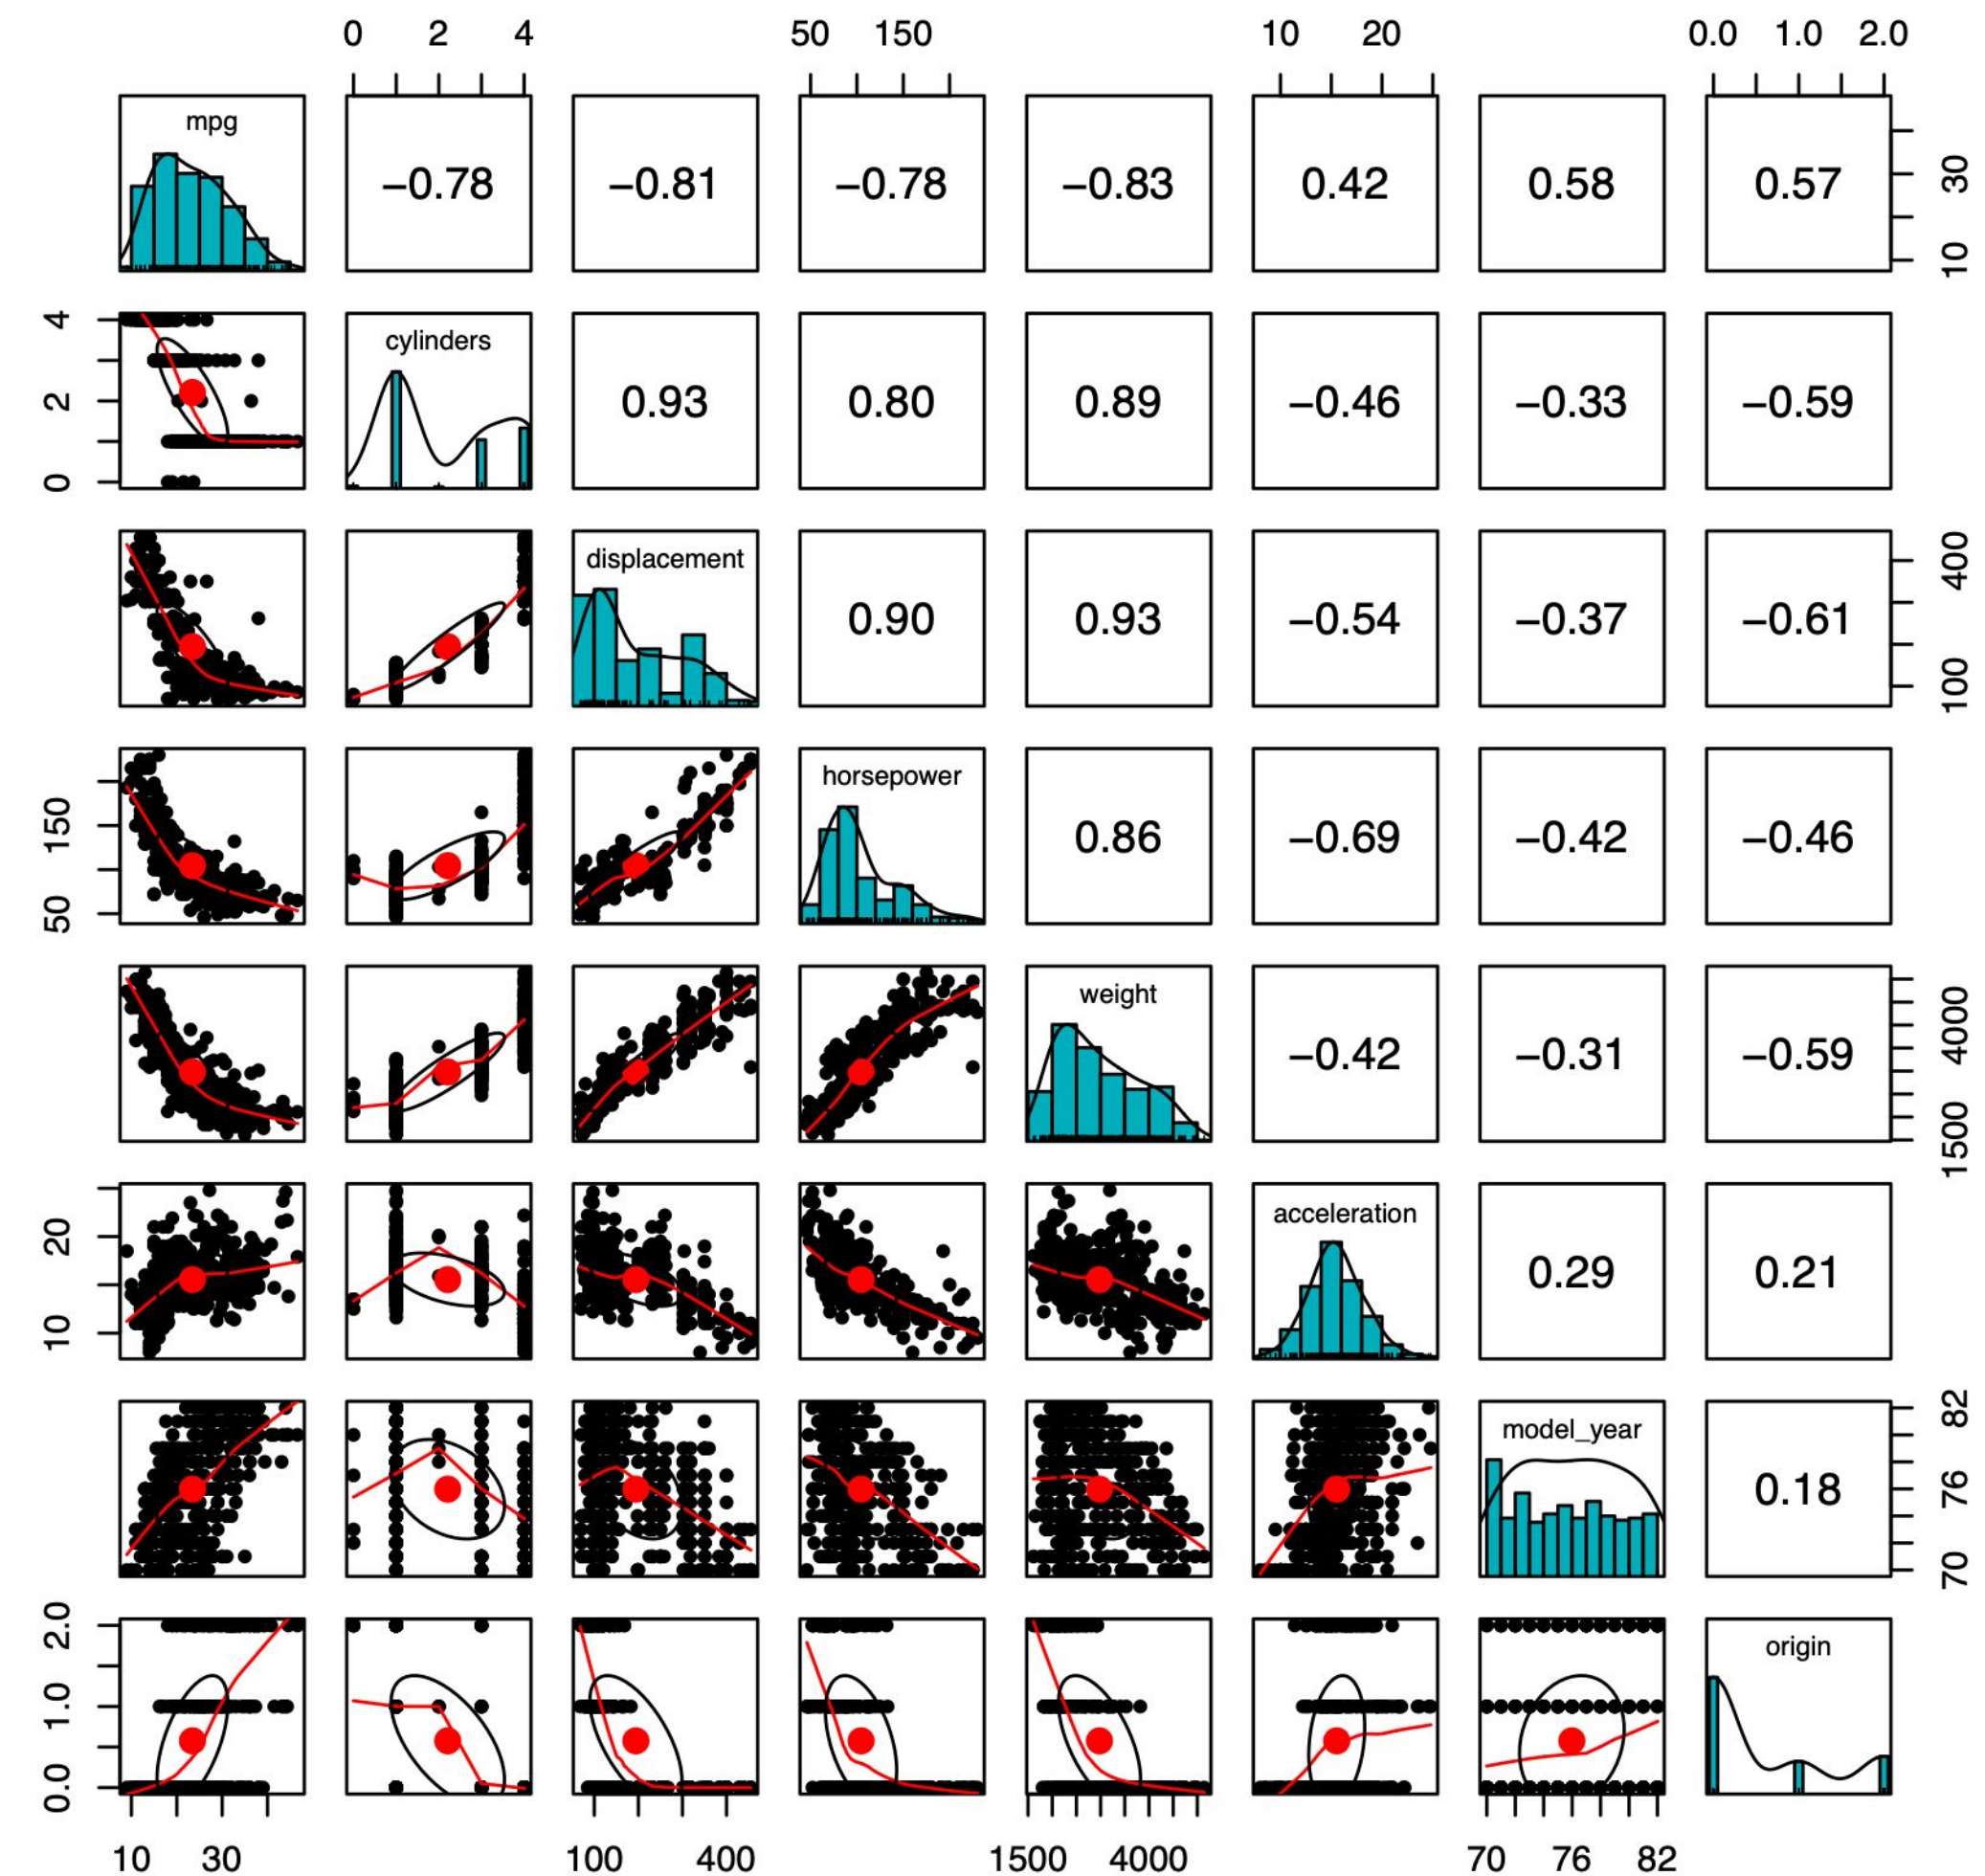 0 2 4 50 150 10 20 0.0 1.0 2.0
mpg
−0.78 −0.81 −0.78 −0.83 0.42 0.58 0.57
10 30
cylinders
0 2 4
0.93 0.80 0.89 −0.46 −0.33 −0.59
displacement
0.90 0.93 −0.54 −0.37 −0.61
100 400
horsepower
50 150
0.86 −0.69 −0.42 −0.46
weight
−0.42 −0.31 −0.59
1500 4000
acceleration
10 20
0.29 0.21
model_year
0.18
70 76 82
origin
0.0 1.0 2.0
10 30 100 400 1500 4000 70 76 82